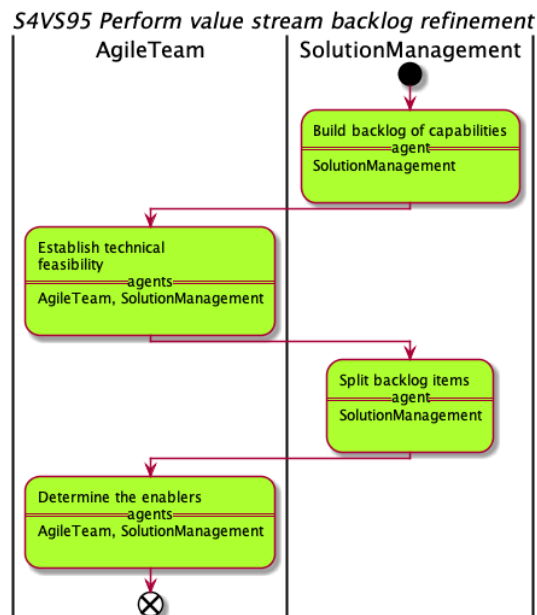 S4VS95 Perform value stream backlog refinement
AgileTeam
SolutionManagement
Build backlog of capabilities
agent
SolutionManagement
Establish technical
feasibility
agents
AgileTeam, SolutionManagement
Split backlog items
agent
SolutionManagement
Determine the enablers
agents
AgileTeam, SolutionManagement